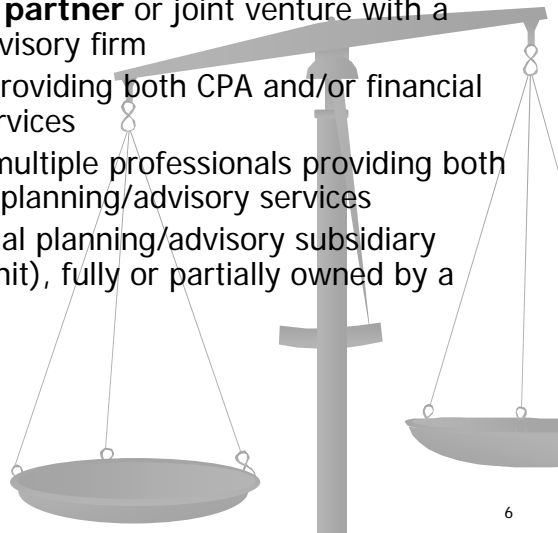 partner or joint venture with a
visory firm
roviding both CPA and/or financial
rvices
multiple professionals providing both
planning/advisory services
al planning/advisory subsidiary
nit), fully or partially owned by a
6